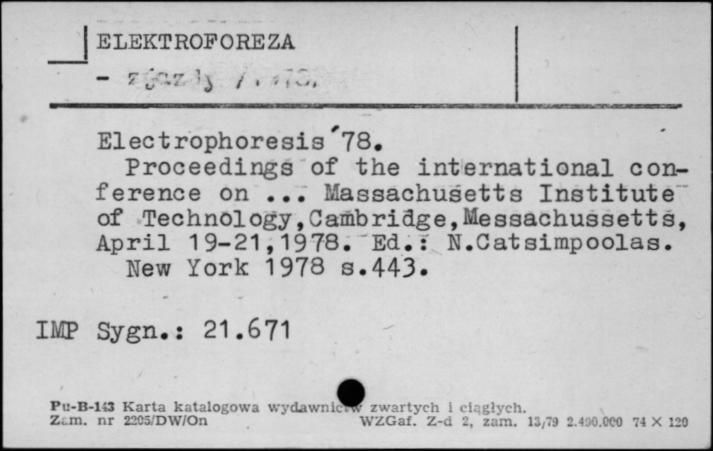 ELEKTROFOREZA
- zjazdy
Electrophoresis ´78.
Proceedings of the international con-
ference on ... Massachusetts Institute
of Technology,Cambridge,Messachussetts,
April 19-21,1978. Ed.: N.Catsimpoolas.
New York 1978 s.443.
IMP Sygn.: 21.671
Pu-B-143 Karta katalogowa wydawnictw zwartych i ciągłych.
Zam. nr 2205/DW/On WZGaf. Z-d 2, zam. 13/79 2.400.000 74 X 120